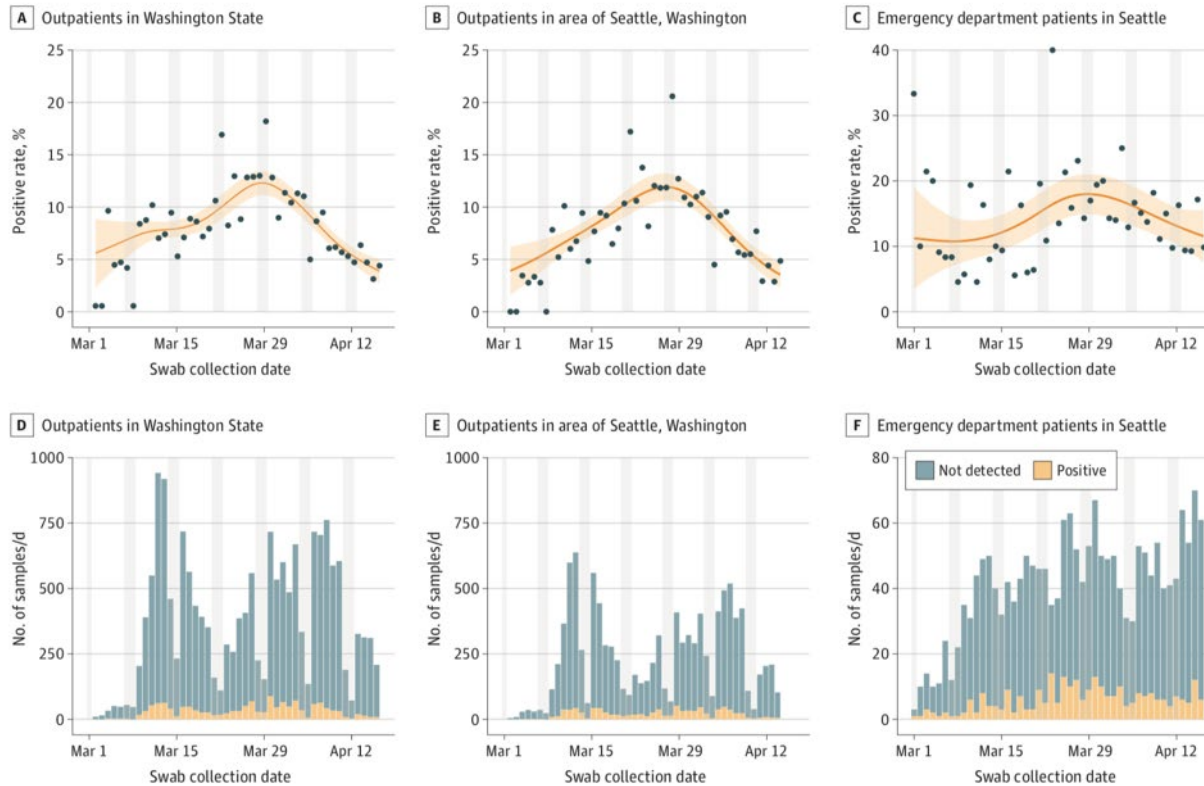 A Outpatients in Washington State
Positive rate, %
25
20
15
10
5
0
Mar 1 Mar 15 Mar 29 Apr 12
Swab collection date
B Outpatients in area of Seattle, Washington
Positive rate, %
25
20
15
10
5
0
Mar 1 Mar 15 Mar 29 Apr 12
Swab collection date
C Emergency department patients in Seattle
Positive rate, %
40
30
20
10
0
Mar 1 Mar 15 Mar 29 Apr 12
Swab collection date
D Outpatients in Washington State
No. of samples/d
1000
750
500
250
0
Mar 1 Mar 15 Mar 29 Apr 12
Swab collection date
E Outpatients in area of Seattle, Washington
No. of samples/d
1000
750
500
250
0
Mar 1 Mar 15 Mar 29 Apr 12
Swab collection date
F Emergency department patients in Seattle
Not detected Positive
No. of samples/d
80
60
40
20
0
Mar 1 Mar 15 Mar 29 Apr 12
Swab collection date